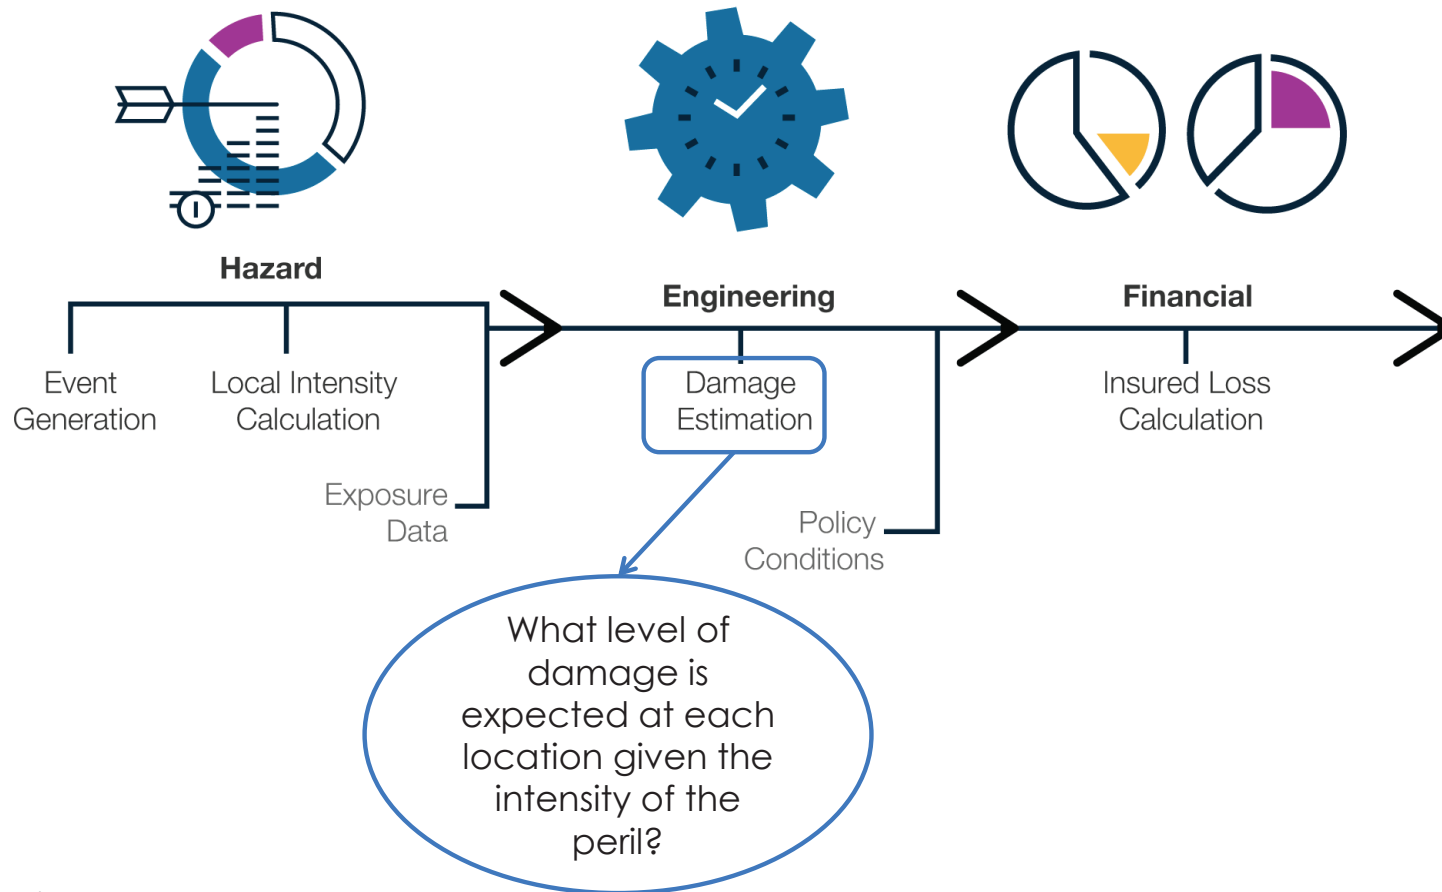 Hazard
Engineering
Financial
Event
Generation
Local Intensity
Calculation
Exposure
Data
Damage
Estimation
Policy
Conditions
Insured Loss
Calculation
What level of
damage is
expected at each
location given the
intensity of the
peril?